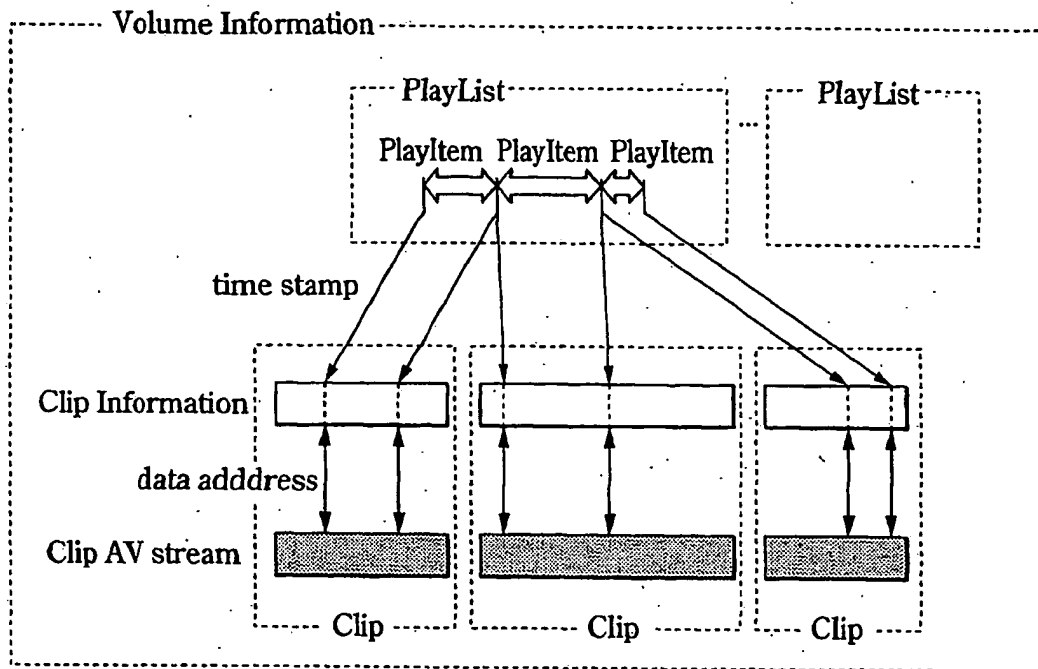 Volume Information
PlayList
PlayList
...
PlayItem PlayItem PlayItem
time stamp
Clip Information
data adddress
Clip AV stream
Clip
Clip
Clip